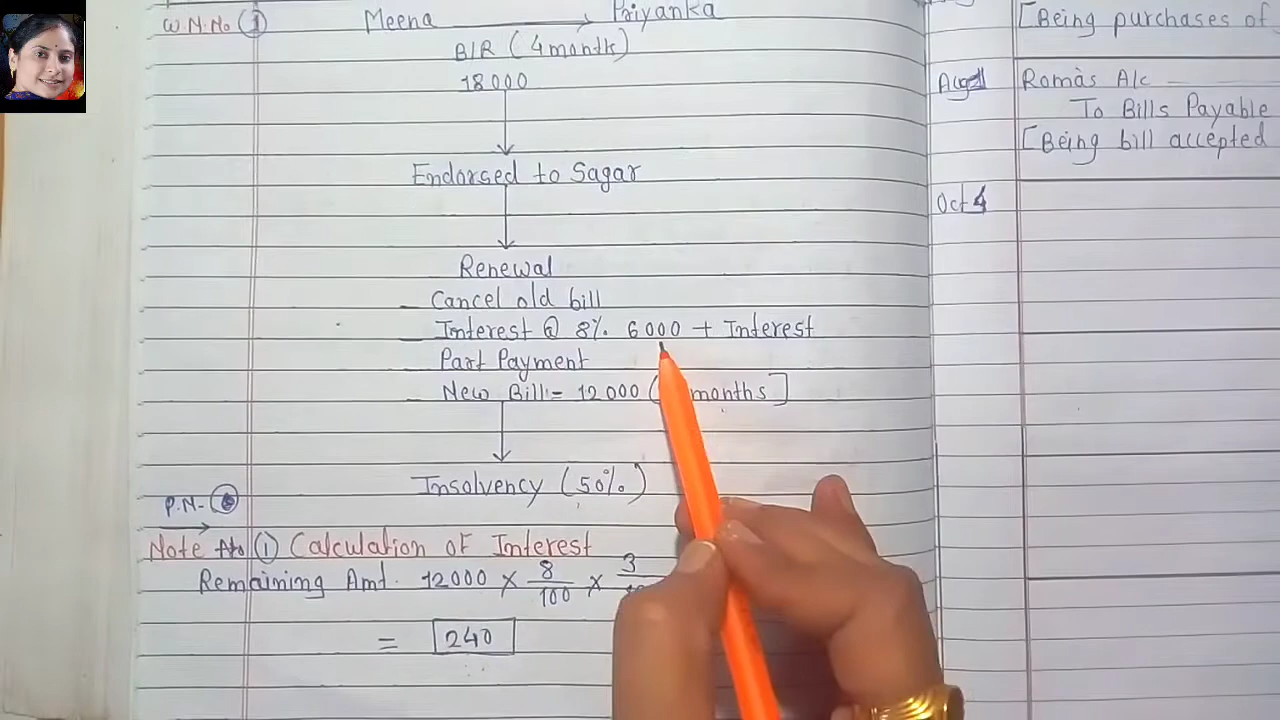 W.N.No (1)
Meena → Priyanka
B/R (4 month)
18000
Endorsed to Sagar
Renewal
Cancel old bill
Interest @ 8% 6000 + Interest
Part Payment
New Bill = 12000 ( months]
Insolvency (50%)
P.N-
Note (1) Calculation of Interest
Remaining Amt. 12000 × 8/100 × 3/
= 240
[Being purchases of
Aug Roma's A/c
To Bills Payable
[Being bill accepted
Oct 4